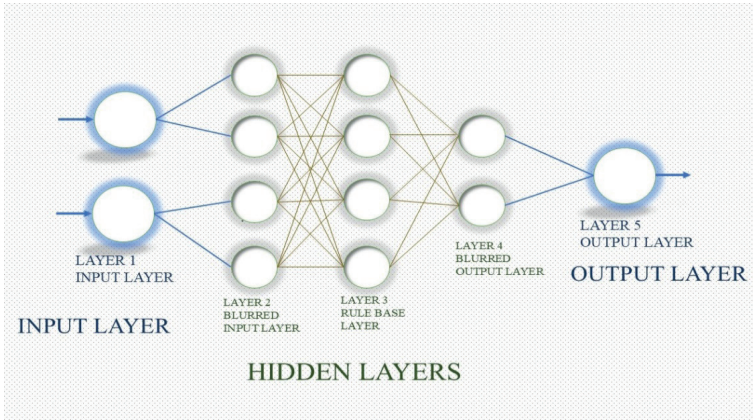 LAYER 1
INPUT LAYER
INPUT LAYER
LAYER 2
BLURRED
INPUT LAYER
LAYER 3
RULE BASE
LAYER
HIDDEN LAYERS
LAYER 4
BLURRED
OUTPUT LAYER
LAYER 5
OUTPUT LAYER
OUTPUT LAYER